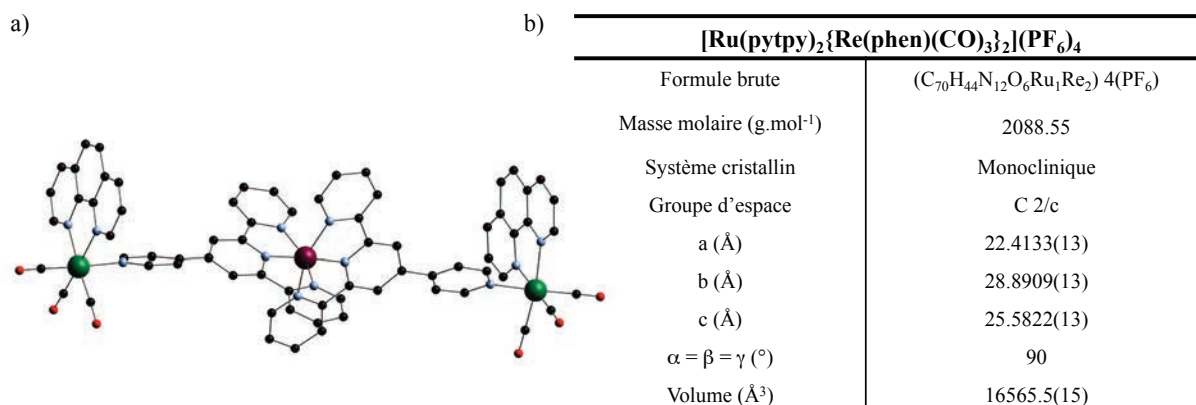 a)
b)
[Ru(pytpy)₂{Re(phen)(CO)₃}₂](PF₆)₄
Formule brute (C₇₀H₄₄N₁₂O₆Ru₁Re₂) 4(PF₆)
Masse molaire (g.mol⁻¹) 2088.55
Système cristallin Monoclinique
Groupe d’espace C 2/c
a (Å) 22.4133(13)
b (Å) 28.8909(13)
c (Å) 25.5822(13)
α = β = γ (°) 90
Volume (Å³) 16565.5(15)